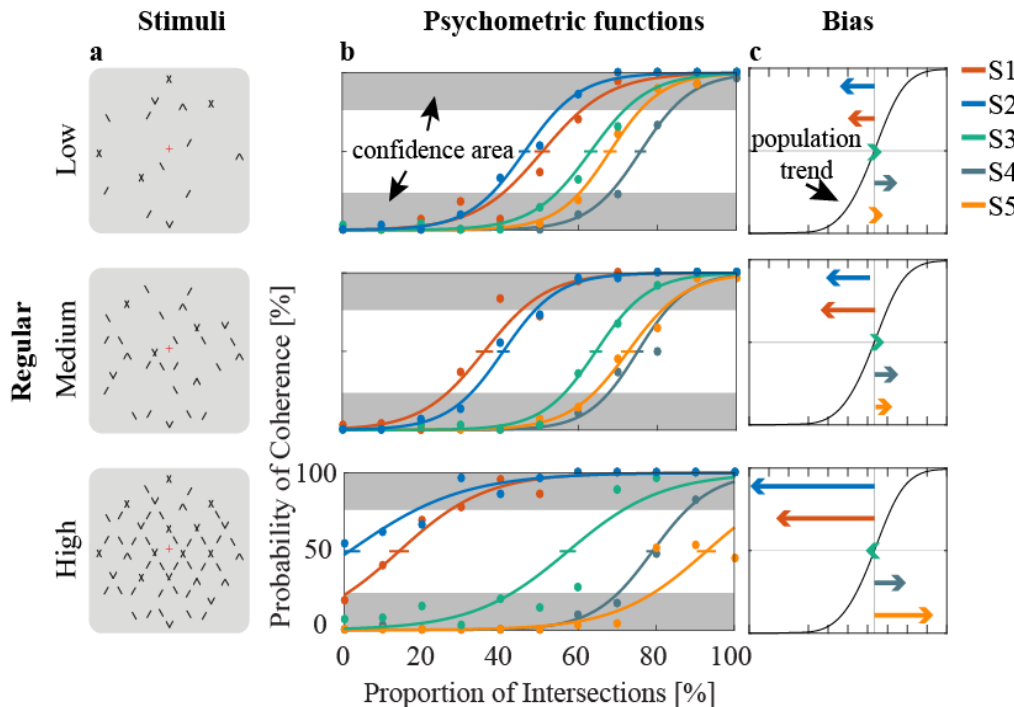 Stimuli
Psychometric functions
Bias
a
b
c
Regular
Low
Medium
High
confidence area
population
trend
S1
S2
S3
S4
S5
Probability of Coherence [%]
100
50
0
0
20
40
60
80
100
Proportion of Intersections [%]